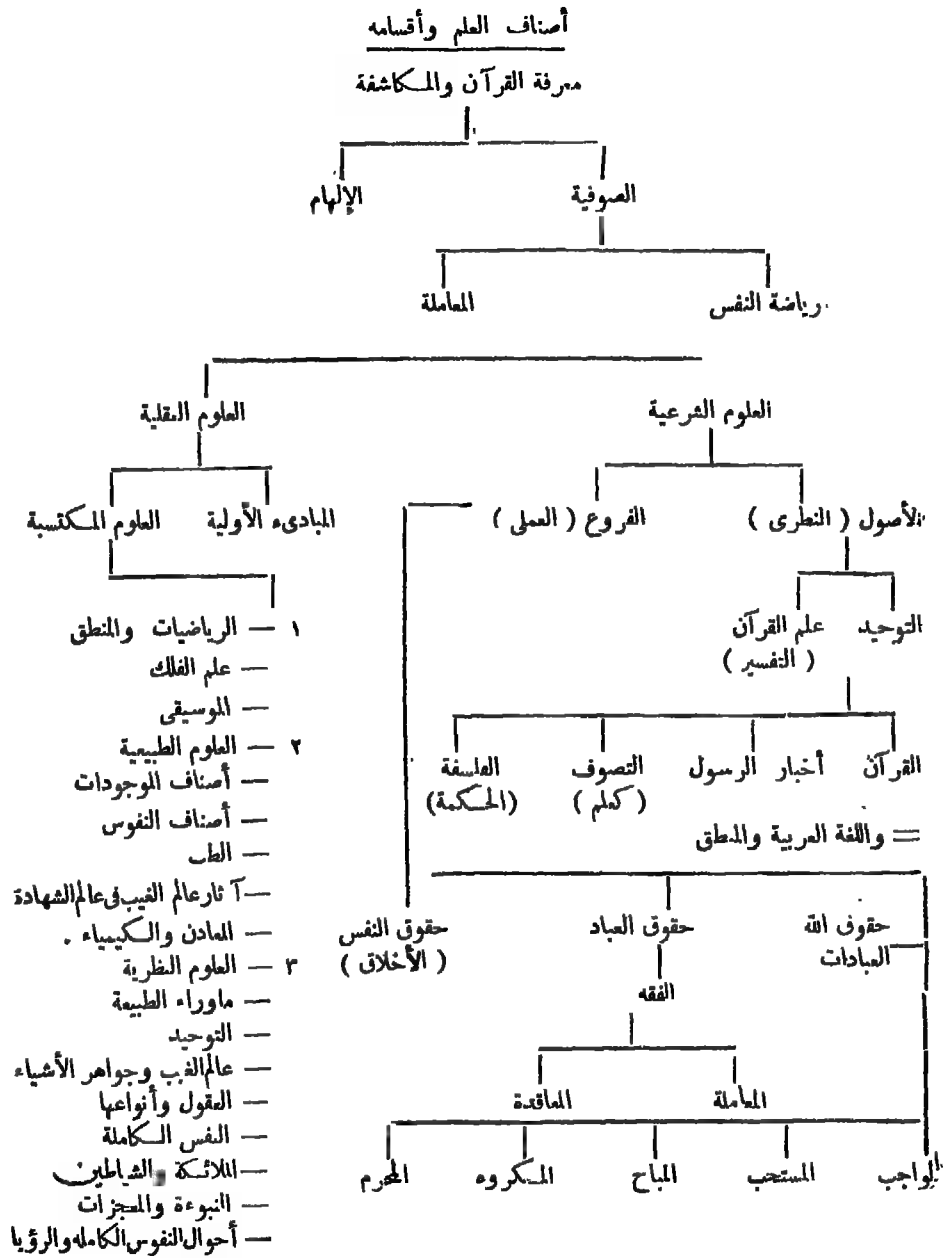 أصناف العلم وأقسامه
معرفة القرآن والمكاشفة
الصوفية
الإلهام
رياضة النفس
المعاملة
العلوم الشرعية
العلوم العقلية
الأصول ( النظرى )
الفروع ( العملى )
المبادىء الأولية
العلوم المكتسبة
التوحيد
علم القرآن
( التفسير )
القرآن
أخبار الرسول
التصوف
( كعلم )
الفلسفة
(الحكمة)
= واللغة العربية والمنطق
حقوق الله
العبادات
حقوق العباد
حقوق النفس
( الأخلاق )
الفقه
المعاملة
المعاقدة
الواجب
المستحب
المباح
المكروه
المحرم
١ — الرياضيات والمنطق
— علم الفلك
— الموسيقى
٢ — العلوم الطبيعية
— أصناف الموجودات
— أصناف النفوس
— الطب
— آثار عالم الغيب فى عالم الشهادة
— المعادن والكيمياء .
٣ — العلوم النظرية
— ماوراء الطبيعة
— التوحيد
— عالم الغيب وجواهر الأشياء
— العقول وأنواعها
— النفس الكاملة
— الملائكة والشياطين
— النبوءة والمعجزات
— أحوال النفوس الكاملة والرؤيا